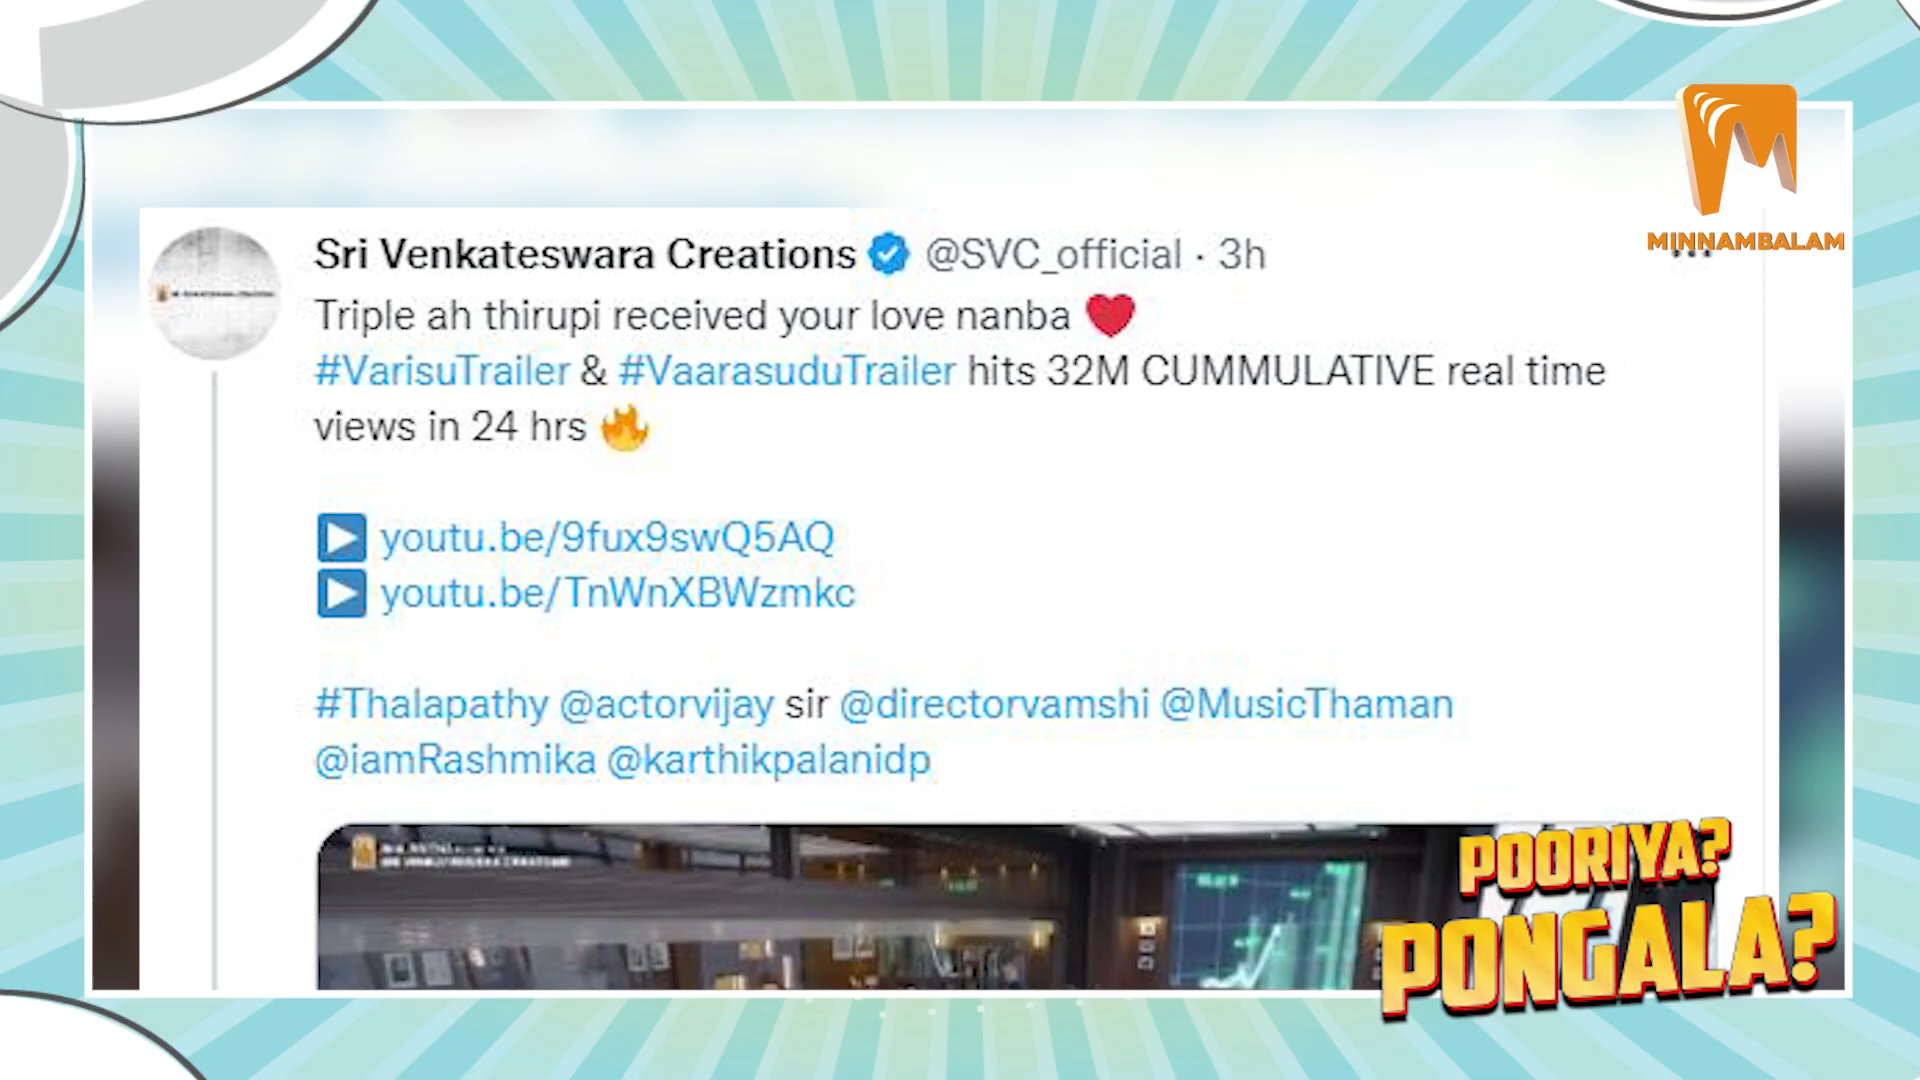 MINNAMBALAM
Sri Venkateswara Creations @SVC_official · 3h
Triple ah thirupi received your love nanba ❤️
#VarisuTrailer & #VaarasuduTrailer hits 32M CUMMULATIVE real time
views in 24 hrs 🔥
▶️ youtu.be/9fux9swQ5AQ
▶️ youtu.be/TnWnXBWzmkc
#Thalapathy @actorvijay sir @directorvamshi @MusicThaman
@iamRashmika @karthikpalanidp
POORIYA?
PONGALA?